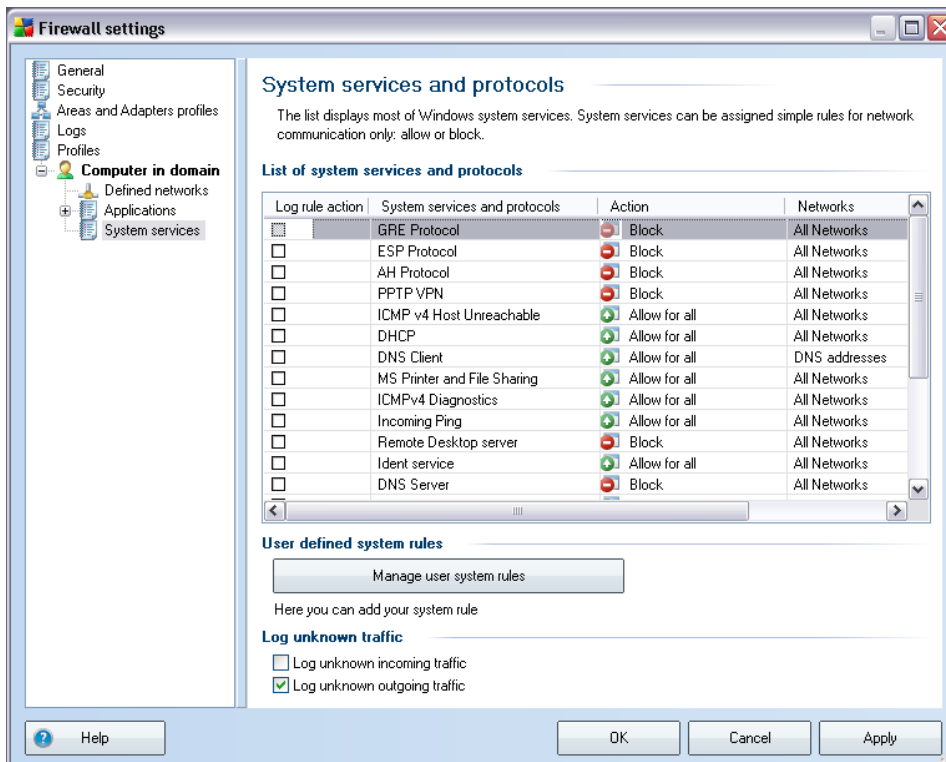 Firewall settings
General
Security
Areas and Adapters profiles
Logs
Profiles
Computer in domain
Defined networks
Applications
System services
System services and protocols
The list displays most of Windows system services. System services can be assigned simple rules for network
communication only: allow or block.
List of system services and protocols
Log rule action System services and protocols Action Networks
GRE Protocol Block All Networks
ESP Protocol Block All Networks
AH Protocol Block All Networks
PPTP VPN Block All Networks
ICMP v4 Host Unreachable Allow for all All Networks
DHCP Allow for all All Networks
DNS Client Allow for all DNS addresses
MS Printer and File Sharing Allow for all All Networks
ICMPv4 Diagnostics Allow for all All Networks
Incoming Ping Allow for all All Networks
Remote Desktop server Block All Networks
Ident service Allow for all All Networks
DNS Server Block All Networks
User defined system rules
Manage user system rules
Here you can add your system rule
Log unknown traffic
Log unknown incoming traffic
Log unknown outgoing traffic
Help OK Cancel Apply